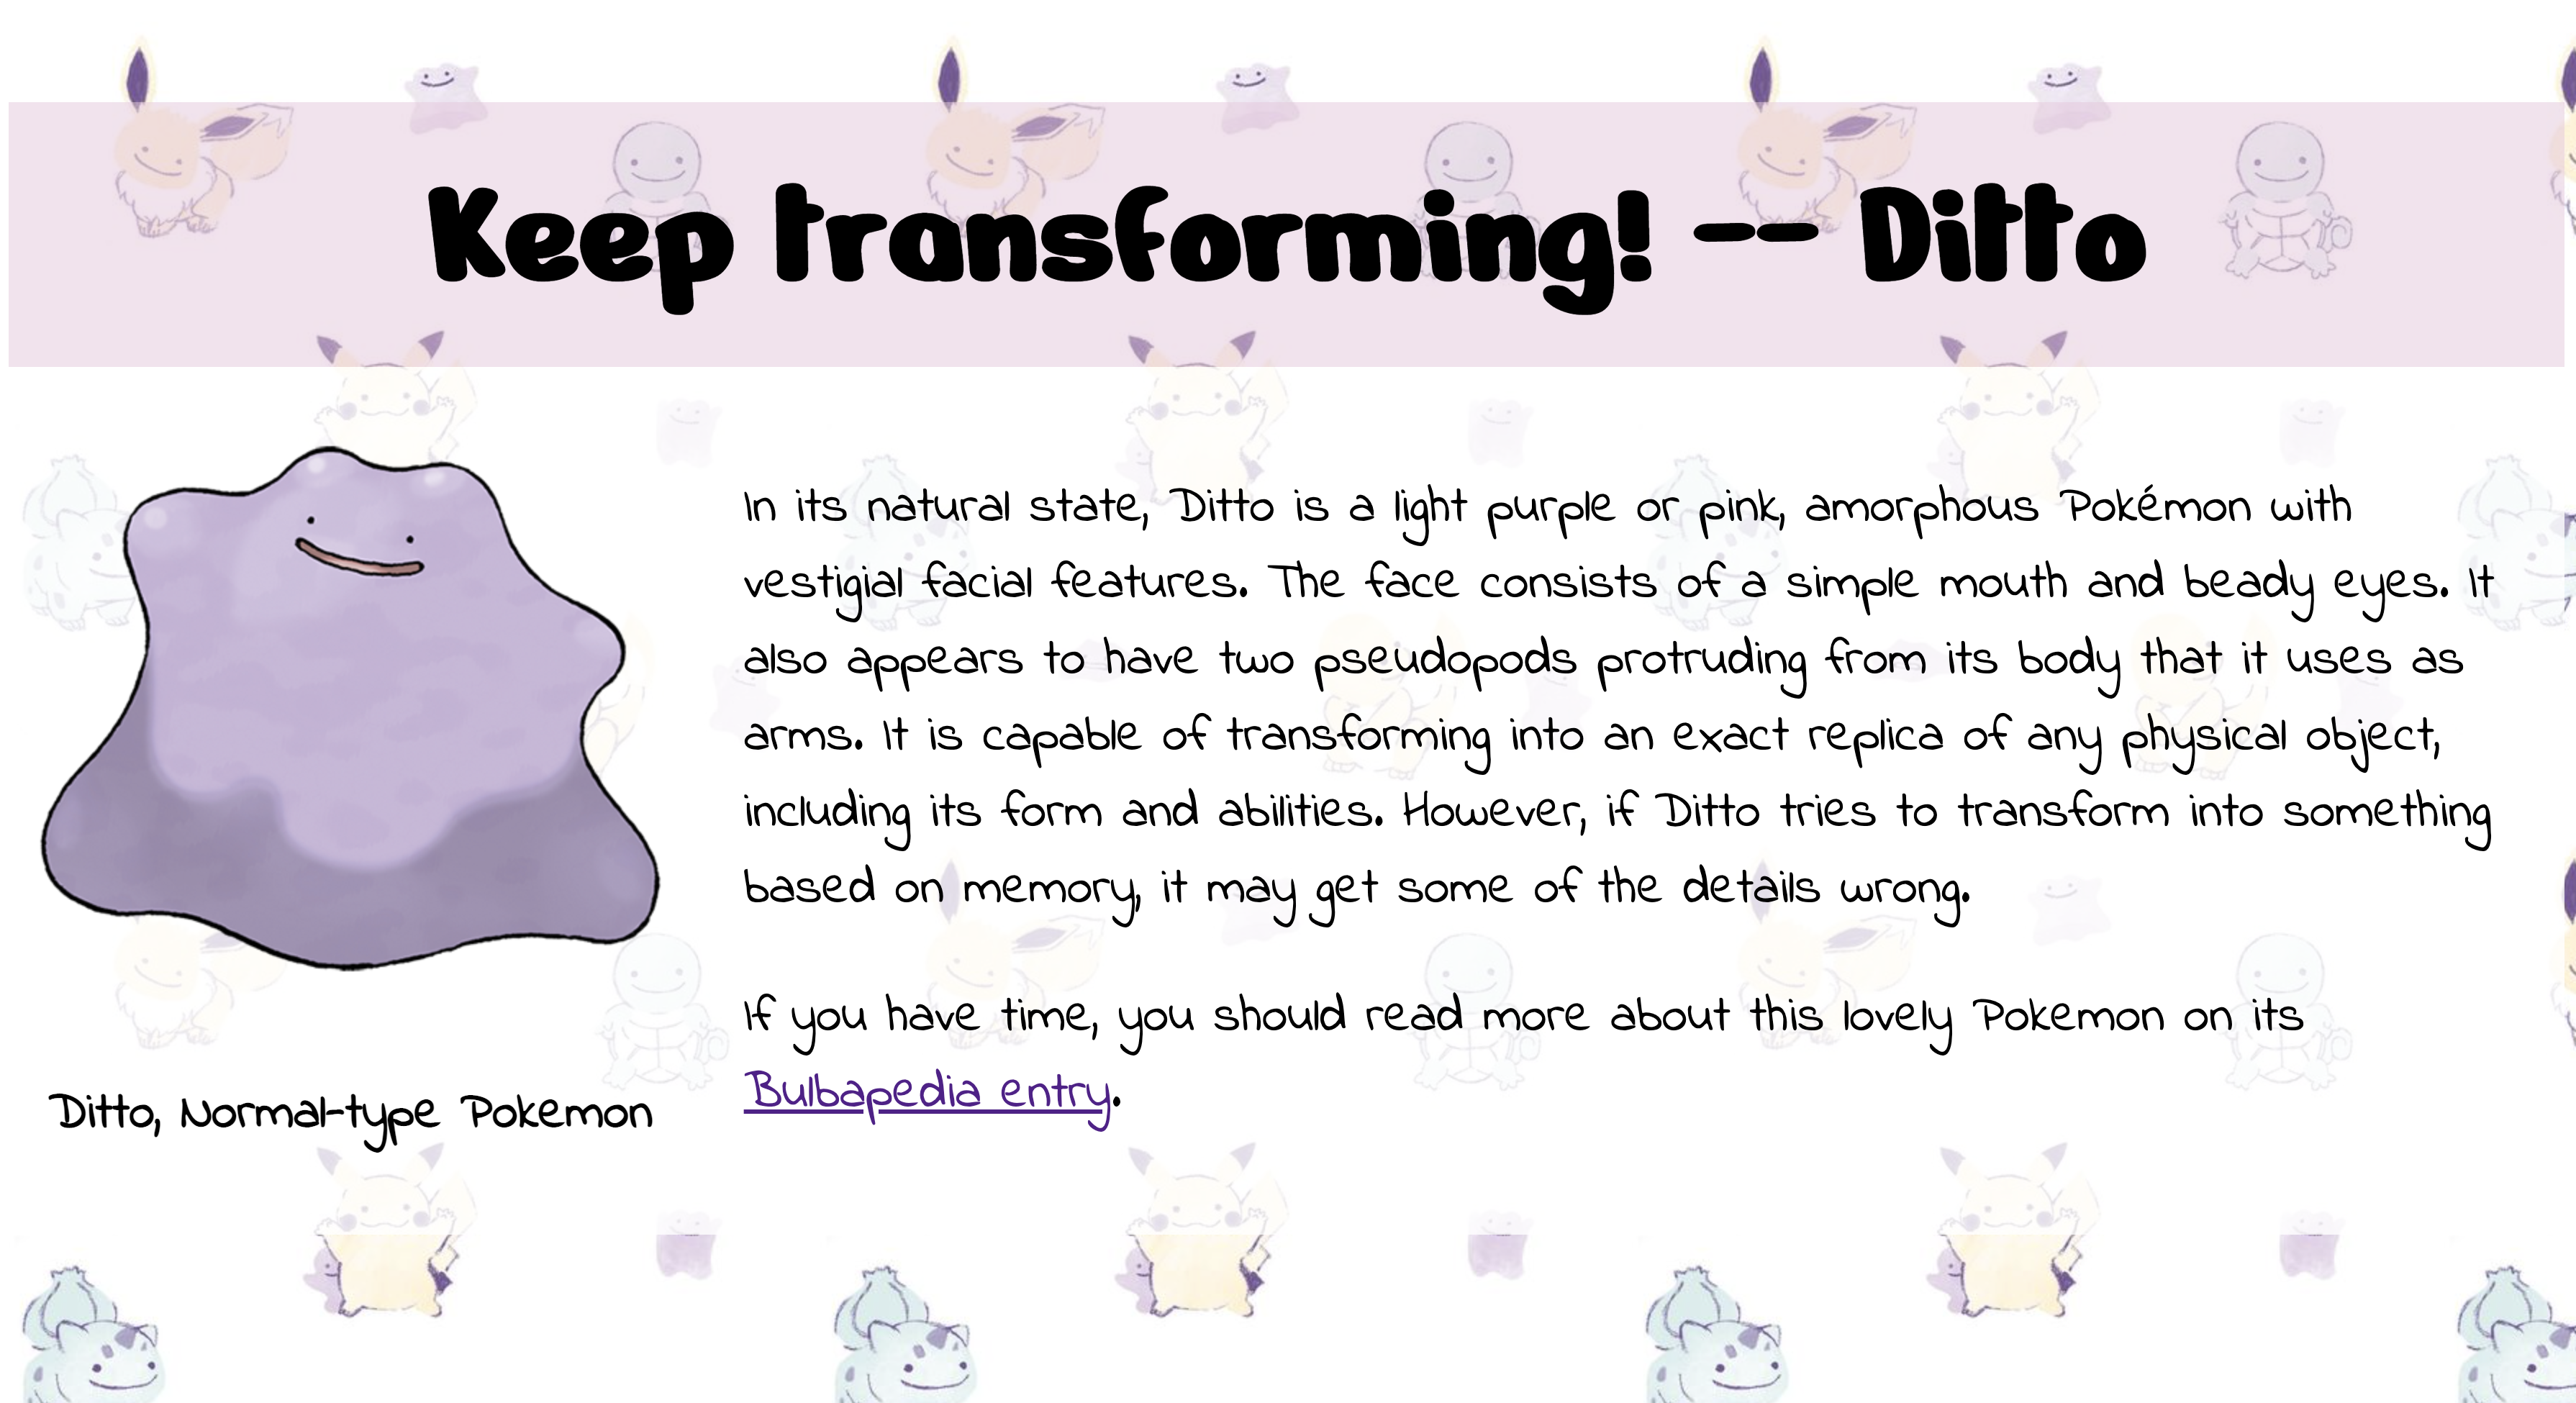 Keep transforming! -- Ditto
In its natural state, Ditto is a light purple or pink, amorphous Pokémon with
vestigial facial features. The face consists of a simple mouth and beady eyes. It
also appears to have two pseudopods protruding from its body that it uses as
arms. It is capable of transforming into an exact replica of any physical object,
including its form and abilities. However, if Ditto tries to transform into something
based on memory, it may get some of the details wrong.
If you have time, you should read more about this lovely Pokemon on its
Bulbapedia entry.
Ditto, Normal-type Pokemon